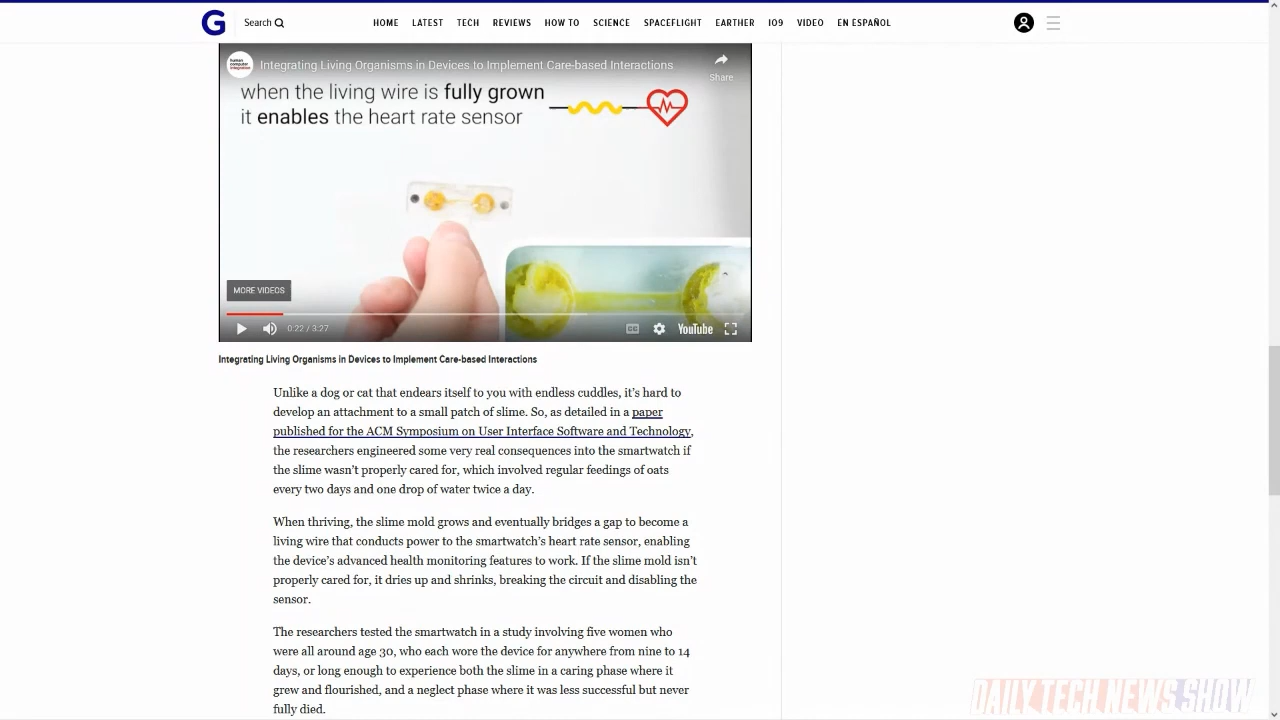 G
Search
HOME LATEST TECH REVIEWS HOW TO SCIENCE SPACEFLIGHT EARTHER IO9 VIDEO EN ESPAÑOL
human computer integration
Integrating Living Organisms in Devices to Implement Care-based Interactions
Share
when the living wire is fully grown
it enables the heart rate sensor
MORE VIDEOS
0:22 / 3:27
CC
YouTube
Integrating Living Organisms in Devices to Implement Care-based Interactions
Unlike a dog or cat that endears itself to you with endless cuddles, it's hard to
develop an attachment to a small patch of slime. So, as detailed in a paper
published for the ACM Symposium on User Interface Software and Technology,
the researchers engineered some very real consequences into the smartwatch if
the slime wasn't properly cared for, which involved regular feedings of oats
every two days and one drop of water twice a day.
When thriving, the slime mold grows and eventually bridges a gap to become a
living wire that conducts power to the smartwatch's heart rate sensor, enabling
the device's advanced health monitoring features to work. If the slime mold isn't
properly cared for, it dries up and shrinks, breaking the circuit and disabling the
sensor.
The researchers tested the smartwatch in a study involving five women who
were all around age 30, who each wore the device for anywhere from nine to 14
days, or long enough to experience both the slime in a caring phase where it
grew and flourished, and a neglect phase where it was less successful but never
fully died.
DAILY TECH NEWS SHOW